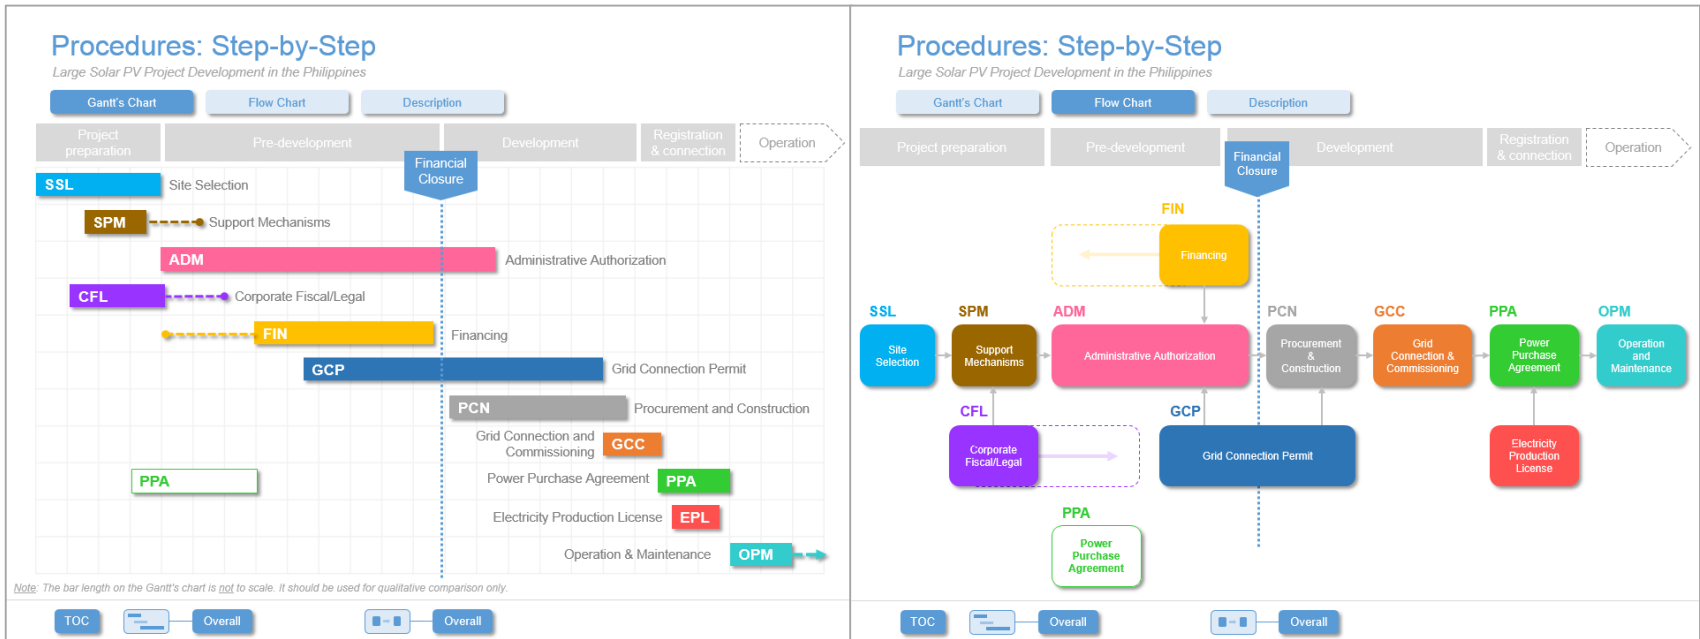 Procedures: Step-by-Step
Large Solar PV Project Development in the Philippines
Gantt's Chart
Flow Chart
Description
Project
preparation
Pre-development
Development
Registration
& connection
Operation
Financial
Closure
SSL
Site Selection
SPM
Support Mechanisms
ADM
Administrative Authorization
CFL
Corporate Fiscal/Legal
FIN
Financing
GCP
Grid Connection Permit
PCN
Procurement and Construction
Grid Connection and
Commissioning
GCC
PPA
Power Purchase Agreement
PPA
Electricity Production License
EPL
Operation & Maintenance
OPM
Note: The bar length on the Gantt's chart is not to scale. It should be used for qualitative comparison only.
TOC
Overall
Overall
Procedures: Step-by-Step
Large Solar PV Project Development in the Philippines
Gantt's Chart
Flow Chart
Description
Project preparation
Pre-development
Development
Registration
& connection
Operation
Financial
Closure
FIN
Financing
SSL
Site
Selection
SPM
Support
Mechanisms
ADM
Administrative Authorization
PCN
Procurement
&
Construction
GCC
Grid
Connection &
Commissioning
PPA
Power
Purchase
Agreement
OPM
Operation
and
Maintenance
CFL
Corporate
Fiscal/Legal
GCP
Grid Connection Permit
Electricity
Production
License
PPA
Power
Purchase
Agreement
TOC
Overall
Overall